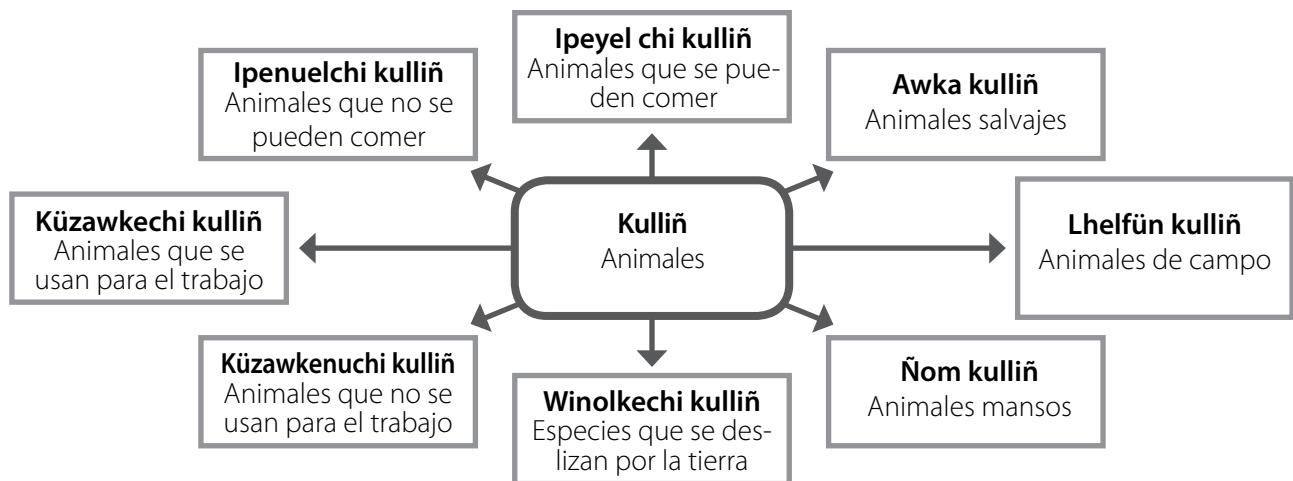 Ipeyel chi kulliñ
Animales que se pue-
den comer
Ipenuelchi kulliñ
Animales que no se
pueden comer
Awka kulliñ
Animales salvajes
Küzawkechi kulliñ
Animales que se
usan para el trabajo
Kulliñ
Animales
Lhelfün kulliñ
Animales de campo
Küzawkenuchi kulliñ
Animales que no se
usan para el trabajo
Winolkechi kulliñ
Especies que se des-
lizan por la tierra
Ñom kulliñ
Animales mansos